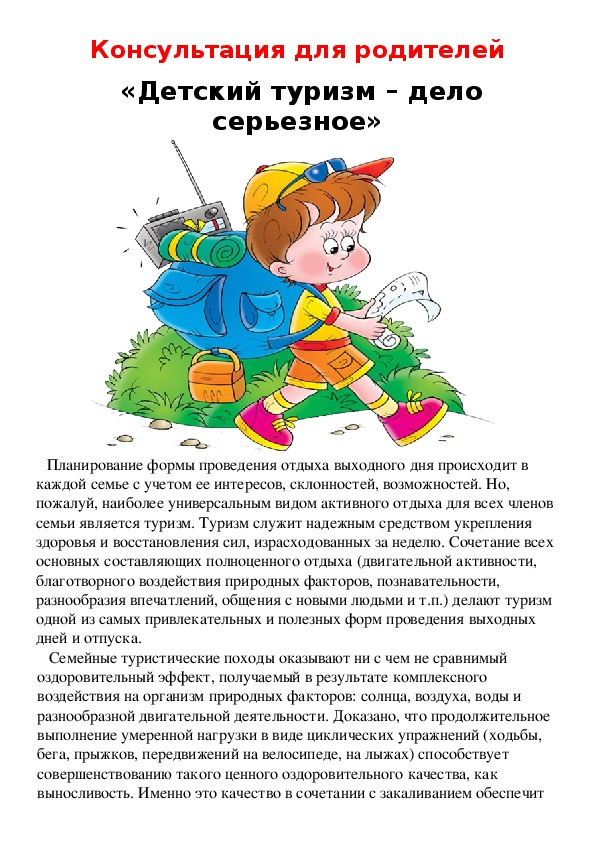 Консультация для родителей
«Детский туризм – дело
серьезное»
Планирование формы проведения отдыха выходного дня происходит в
каждой семье с учетом ее интересов, склонностей, возможностей. Но,
пожалуй, наиболее универсальным видом активного отдыха для всех членов
семьи является туризм. Туризм служит надежным средством укрепления
здоровья и восстановления сил, израсходованных за неделю. Сочетание всех
основных составляющих полноценного отдыха (двигательной активности,
благотворного воздействия природных факторов, познавательности,
разнообразия впечатлений, общения с новыми людьми и т.п.) делают туризм
одной из самых привлекательных и полезных форм проведения выходных
дней и отпуска.
Семейные туристические походы оказывают ни с чем не сравнимый
оздоровительный эффект, получаемый в результате комплексного
воздействия на организм природных факторов: солнца, воздуха, воды и
разнообразной двигательной деятельности. Доказано, что продолжительное
выполнение умеренной нагрузки в виде циклических упражнений (ходьбы,
бега, прыжков, передвижений на велосипеде, на лыжах) способствует
совершенствованию такого ценного оздоровительного качества, как
выносливость. Именно это качество в сочетании с закаливанием обеспечит